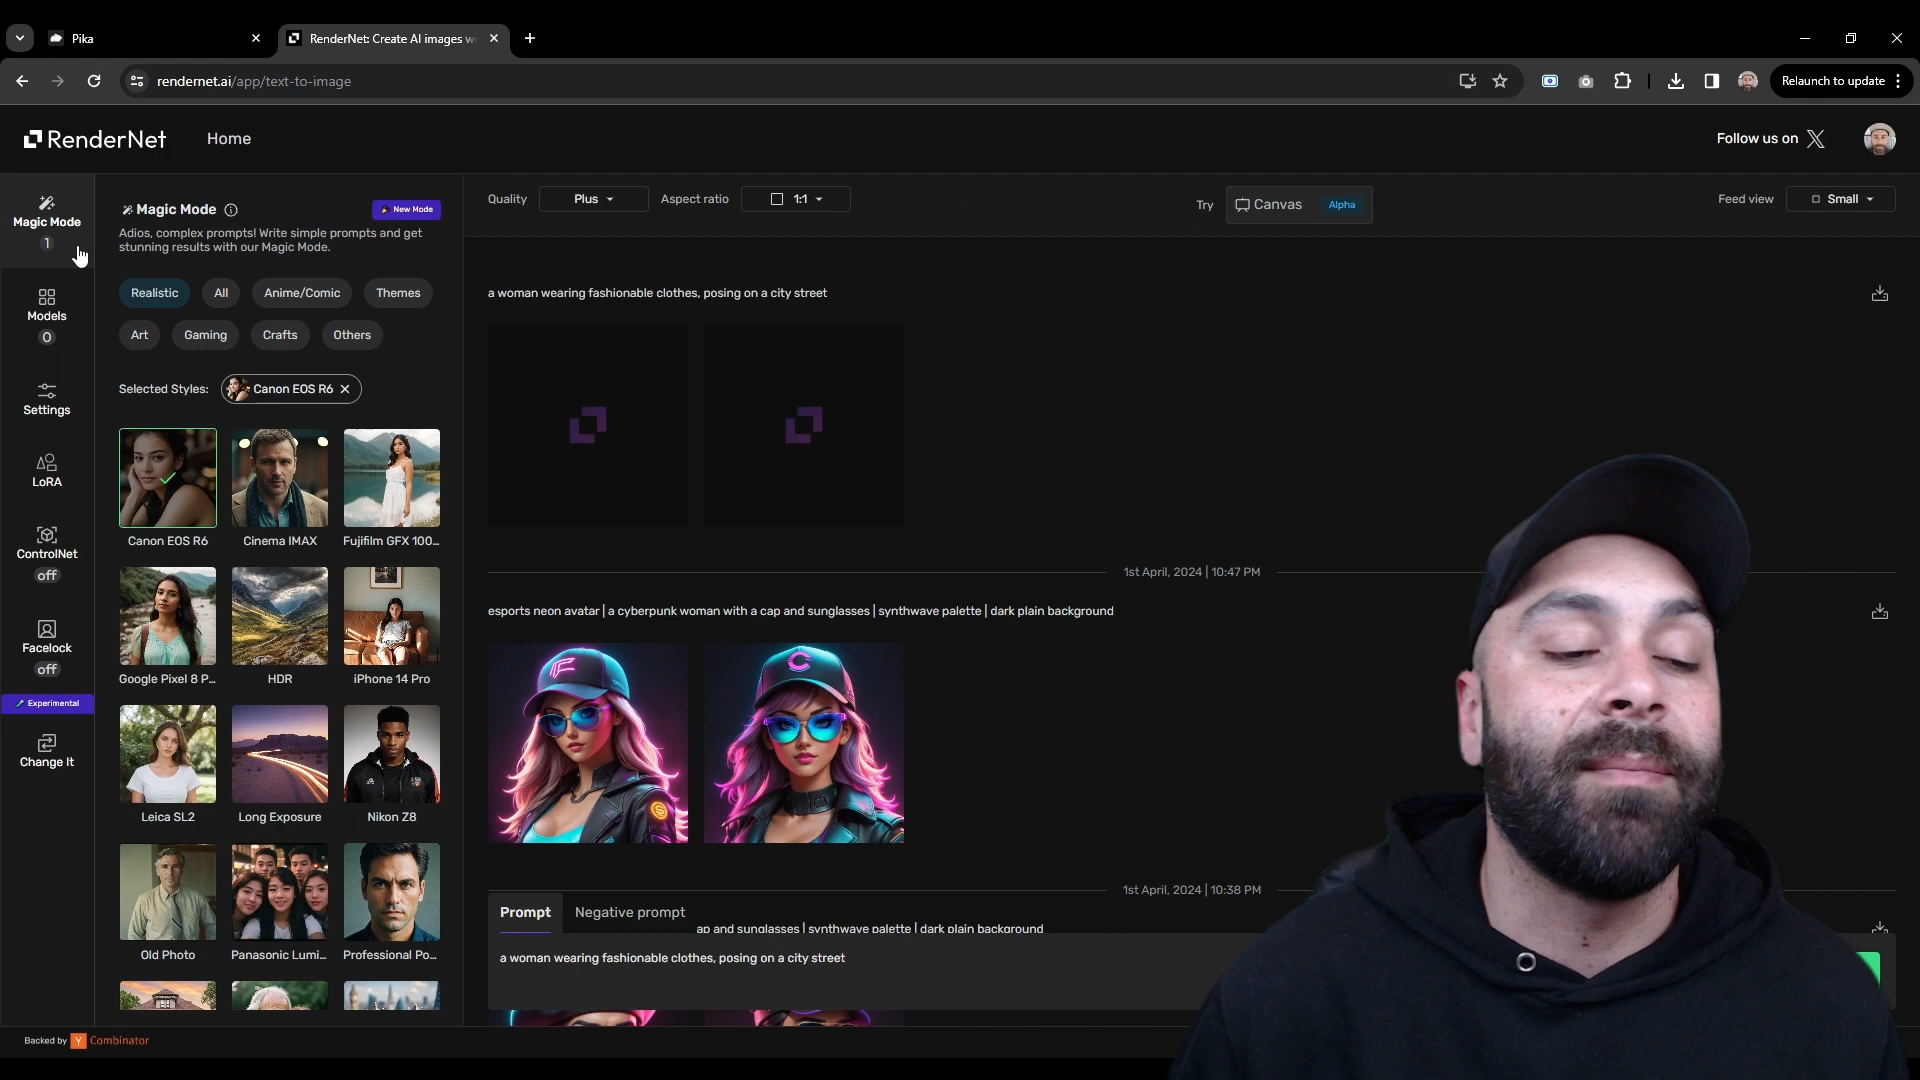 Pika
RenderNet: Create AI images w
rendernet.ai/app/text-to-image
Relaunch to update
RenderNet
Home
Follow us on X
Magic Mode
1
Models
0
Settings
LoRA
ControlNet
off
Facelock
off
Experimental
Change It
Magic Mode
New Mode
Adios, complex prompts! Write simple prompts and get
stunning results with our Magic Mode.
Realistic
All
Anime/Comic
Themes
Art
Gaming
Crafts
Others
Selected Styles:
Canon EOS R6
Canon EOS R6
Cinema IMAX
Fujifilm GFX 100...
Google Pixel 8 P...
HDR
iPhone 14 Pro
Leica SL2
Long Exposure
Nikon Z8
Old Photo
Panasonic Lumi...
Professional Po...
Quality
Plus
Aspect ratio
1:1
Try
Canvas
Alpha
Feed view
Small
a woman wearing fashionable clothes, posing on a city street
1st April, 2024 | 10:47 PM
esports neon avatar | a cyberpunk woman with a cap and sunglasses | synthwave palette | dark plain background
1st April, 2024 | 10:38 PM
Prompt
Negative prompt
ap and sunglasses | synthwave palette | dark plain background
a woman wearing fashionable clothes, posing on a city street
Backed by Y Combinator